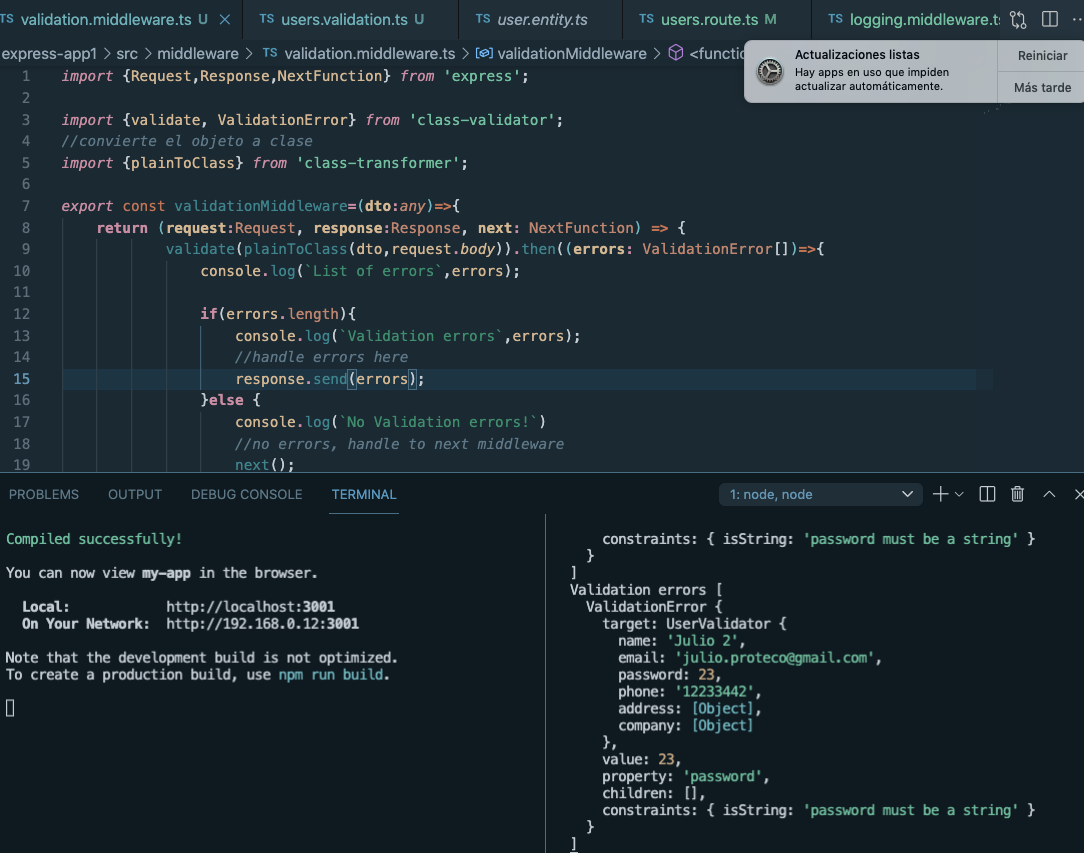 TS validation.middleware.ts U × TS users.validation.ts U TS user.entity.ts TS users.route.ts M TS logging.middleware.ts
express-app1 > src > middleware > TS validation.middleware.ts > validationMiddleware > <functio
Actualizaciones listas
Hay apps en uso que impiden
actualizar automáticamente.
Reiniciar
Más tarde
1 import {Request,Response,NextFunction} from 'express';
2
3 import {validate, ValidationError} from 'class-validator';
4 //convierte el objeto a clase
5 import {plainToClass} from 'class-transformer';
6
7 export const validationMiddleware=(dto:any)=>{
8 return (request:Request, response:Response, next: NextFunction) => {
9 validate(plainToClass(dto,request.body)).then((errors: ValidationError[])=>{
10 console.log(`List of errors`,errors);
11
12 if(errors.length){
13 console.log(`Validation errors`,errors);
14 //handle errors here
15 response.send(errors);
16 }else {
17 console.log(`No Validation errors!`)
18 //no errors, handle to next middleware
19 next();
PROBLEMS OUTPUT DEBUG CONSOLE TERMINAL 1: node, node
Compiled successfully!
You can now view my-app in the browser.
Local: http://localhost:3001
On Your Network: http://192.168.0.12:3001
Note that the development build is not optimized.
To create a production build, use npm run build.
constraints: { isString: 'password must be a string' }
}
]
Validation errors [
ValidationError {
target: UserValidator {
name: 'Julio 2',
email: 'julio.proteco@gmail.com',
password: 23,
phone: '12233442',
address: [Object],
company: [Object]
},
value: 23,
property: 'password',
children: [],
constraints: { isString: 'password must be a string' }
}
]